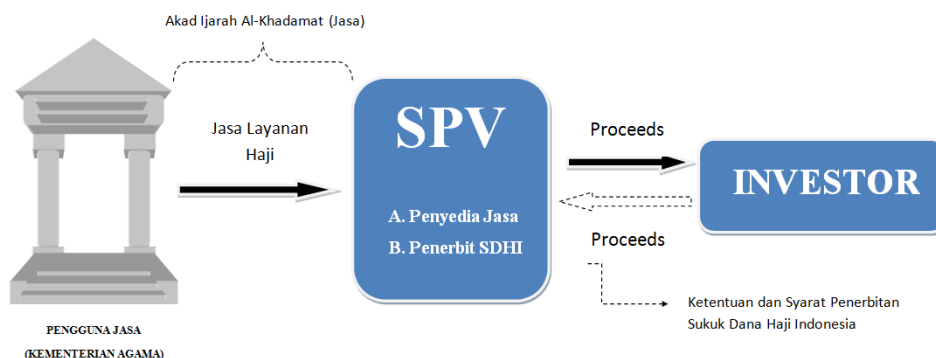 Akad Ijarah Al-Khadamat (Jasa)
Jasa Layanan
Haji
SPV
A. Penyedia Jasa
B. Penerbit SDHI
Proceeds
INVESTOR
Proceeds
Ketentuan dan Syarat Penerbitan
Sukuk Dana Haji Indonesia
PENGGUNA JASA
(KEMENTERIAN AGAMA)